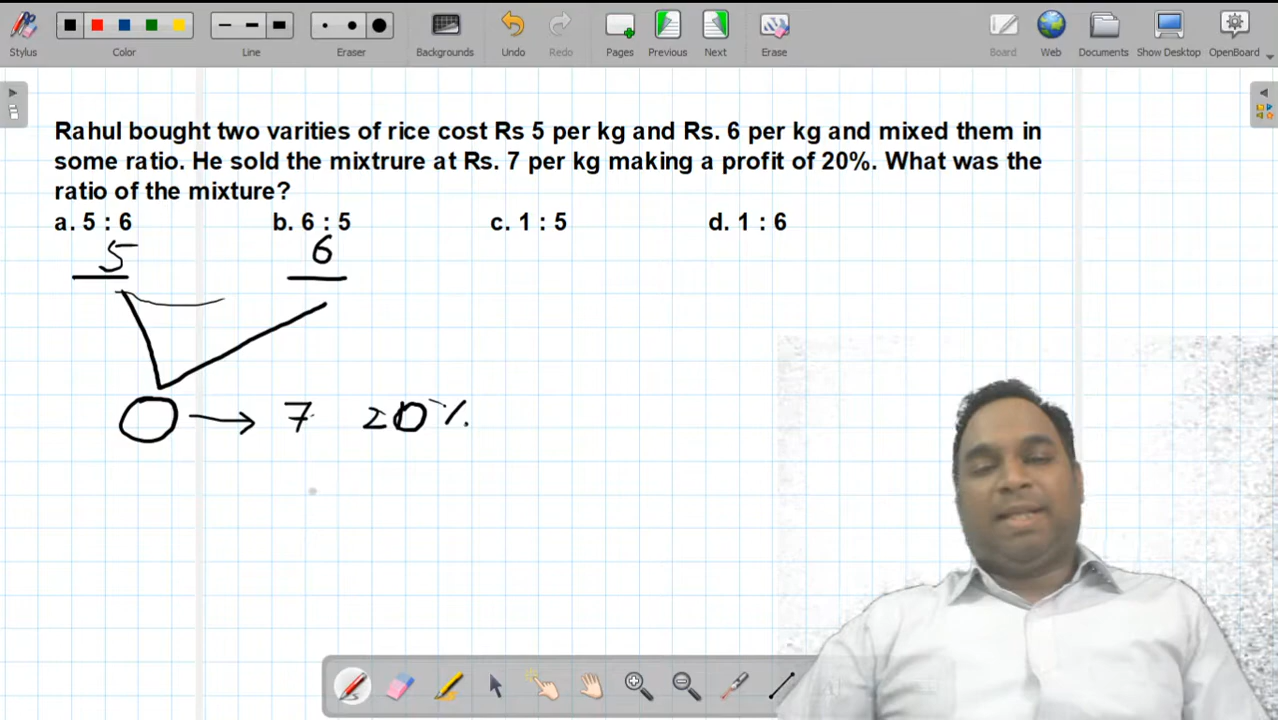 Stylus Color Line Eraser Backgrounds Undo Redo Pages Previous Next Erase Board Web Documents Show Desktop OpenBoard
Rahul bought two varities of rice cost Rs 5 per kg and Rs. 6 per kg and mixed them in
some ratio. He sold the mixtrure at Rs. 7 per kg making a profit of 20%. What was the
ratio of the mixture?
a. 5 : 6 b. 6 : 5 c. 1 : 5 d. 1 : 6
5 6
7 20%